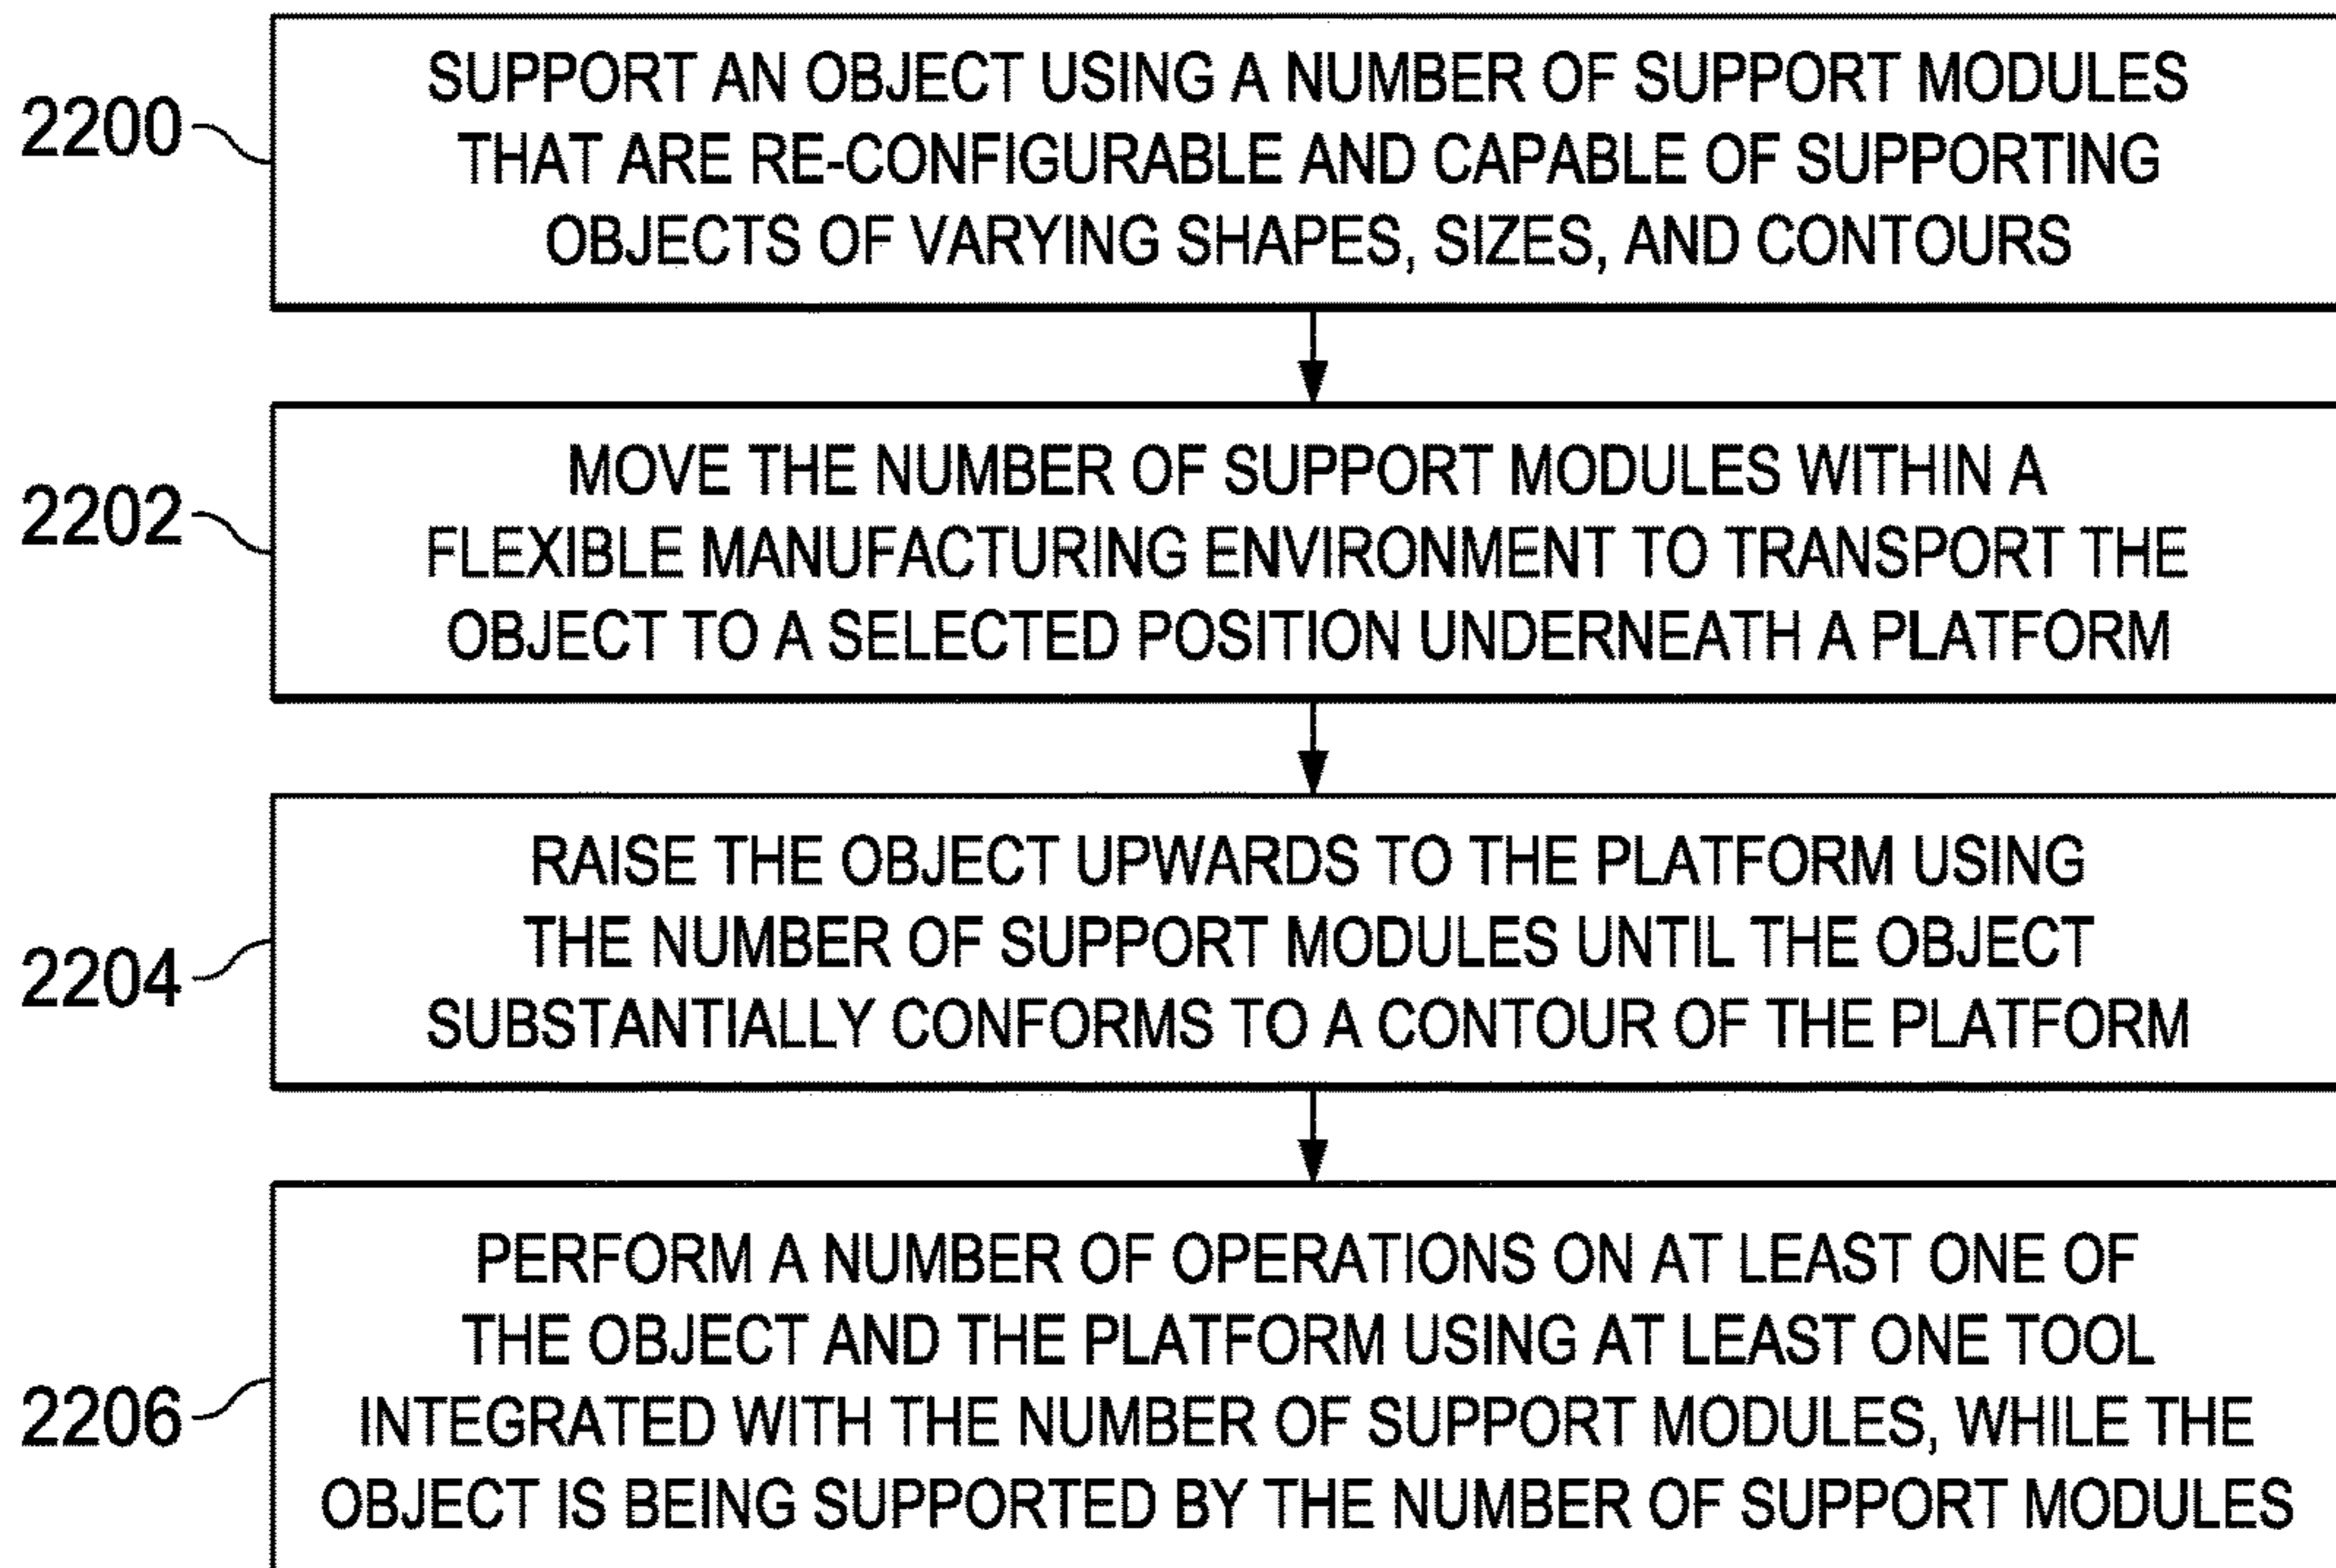 2200
SUPPORT AN OBJECT USING A NUMBER OF SUPPORT MODULES
THAT ARE RE-CONFIGURABLE AND CAPABLE OF SUPPORTING
OBJECTS OF VARYING SHAPES, SIZES, AND CONTOURS
2202
MOVE THE NUMBER OF SUPPORT MODULES WITHIN A
FLEXIBLE MANUFACTURING ENVIRONMENT TO TRANSPORT THE
OBJECT TO A SELECTED POSITION UNDERNEATH A PLATFORM
2204
RAISE THE OBJECT UPWARDS TO THE PLATFORM USING
THE NUMBER OF SUPPORT MODULES UNTIL THE OBJECT
SUBSTANTIALLY CONFORMS TO A CONTOUR OF THE PLATFORM
2206
PERFORM A NUMBER OF OPERATIONS ON AT LEAST ONE OF
THE OBJECT AND THE PLATFORM USING AT LEAST ONE TOOL
INTEGRATED WITH THE NUMBER OF SUPPORT MODULES, WHILE THE
OBJECT IS BEING SUPPORTED BY THE NUMBER OF SUPPORT MODULES